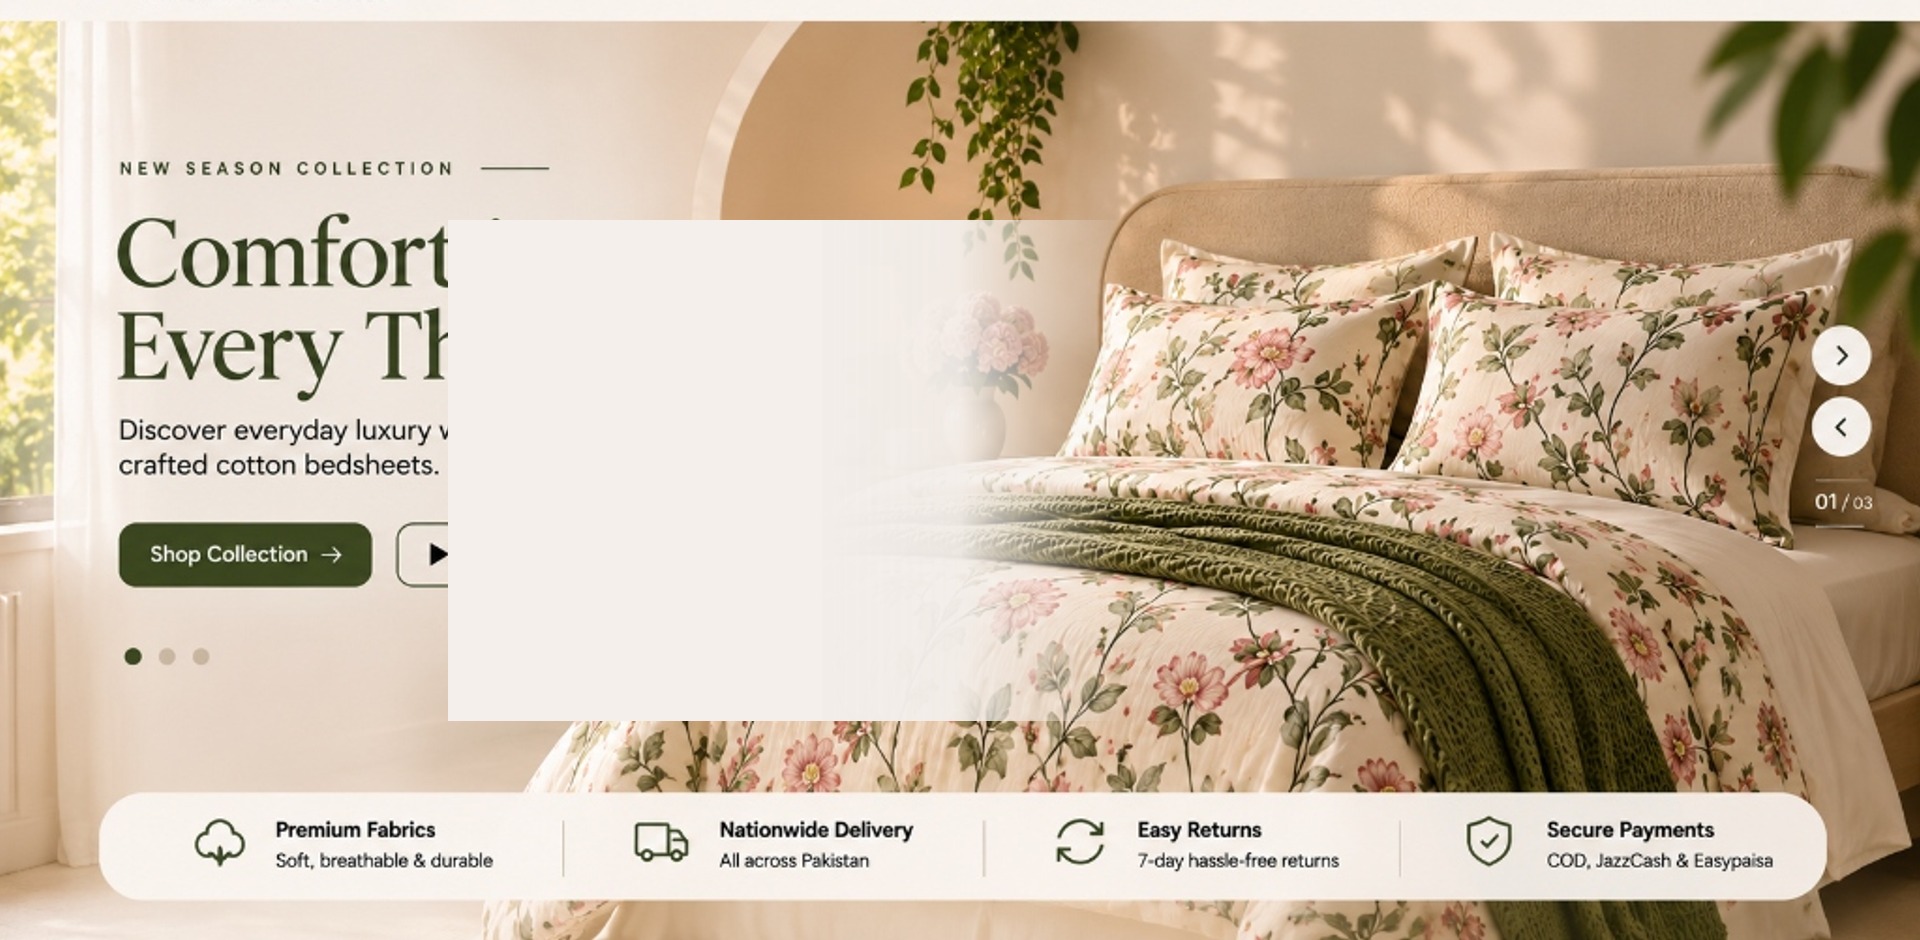 NEW SEASON COLLECTION
Comfort
Every
Discover everyday luxury
crafted cotton bedsheets.
Shop Collection →
01 / 03
Premium Fabrics
Soft, breathable & durable
Nationwide Delivery
All across Pakistan
Easy Returns
7-day hassle-free returns
Secure Payments
COD, JazzCash & Easypaisa